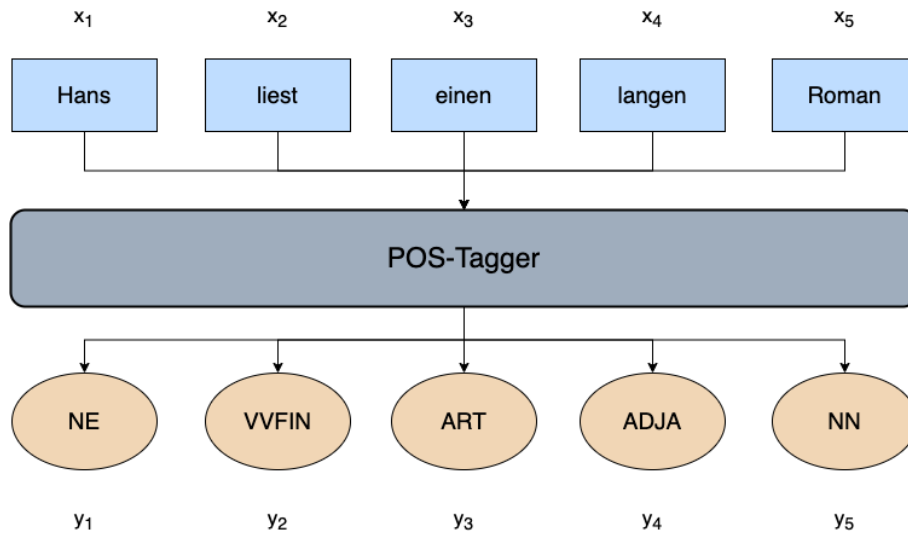 x₁ x₂ x₃ x₄ x₅
Hans liest einen langen Roman
POS-Tagger
NE VVFIN ART ADJA NN
y₁ y₂ y₃ y₄ y₅